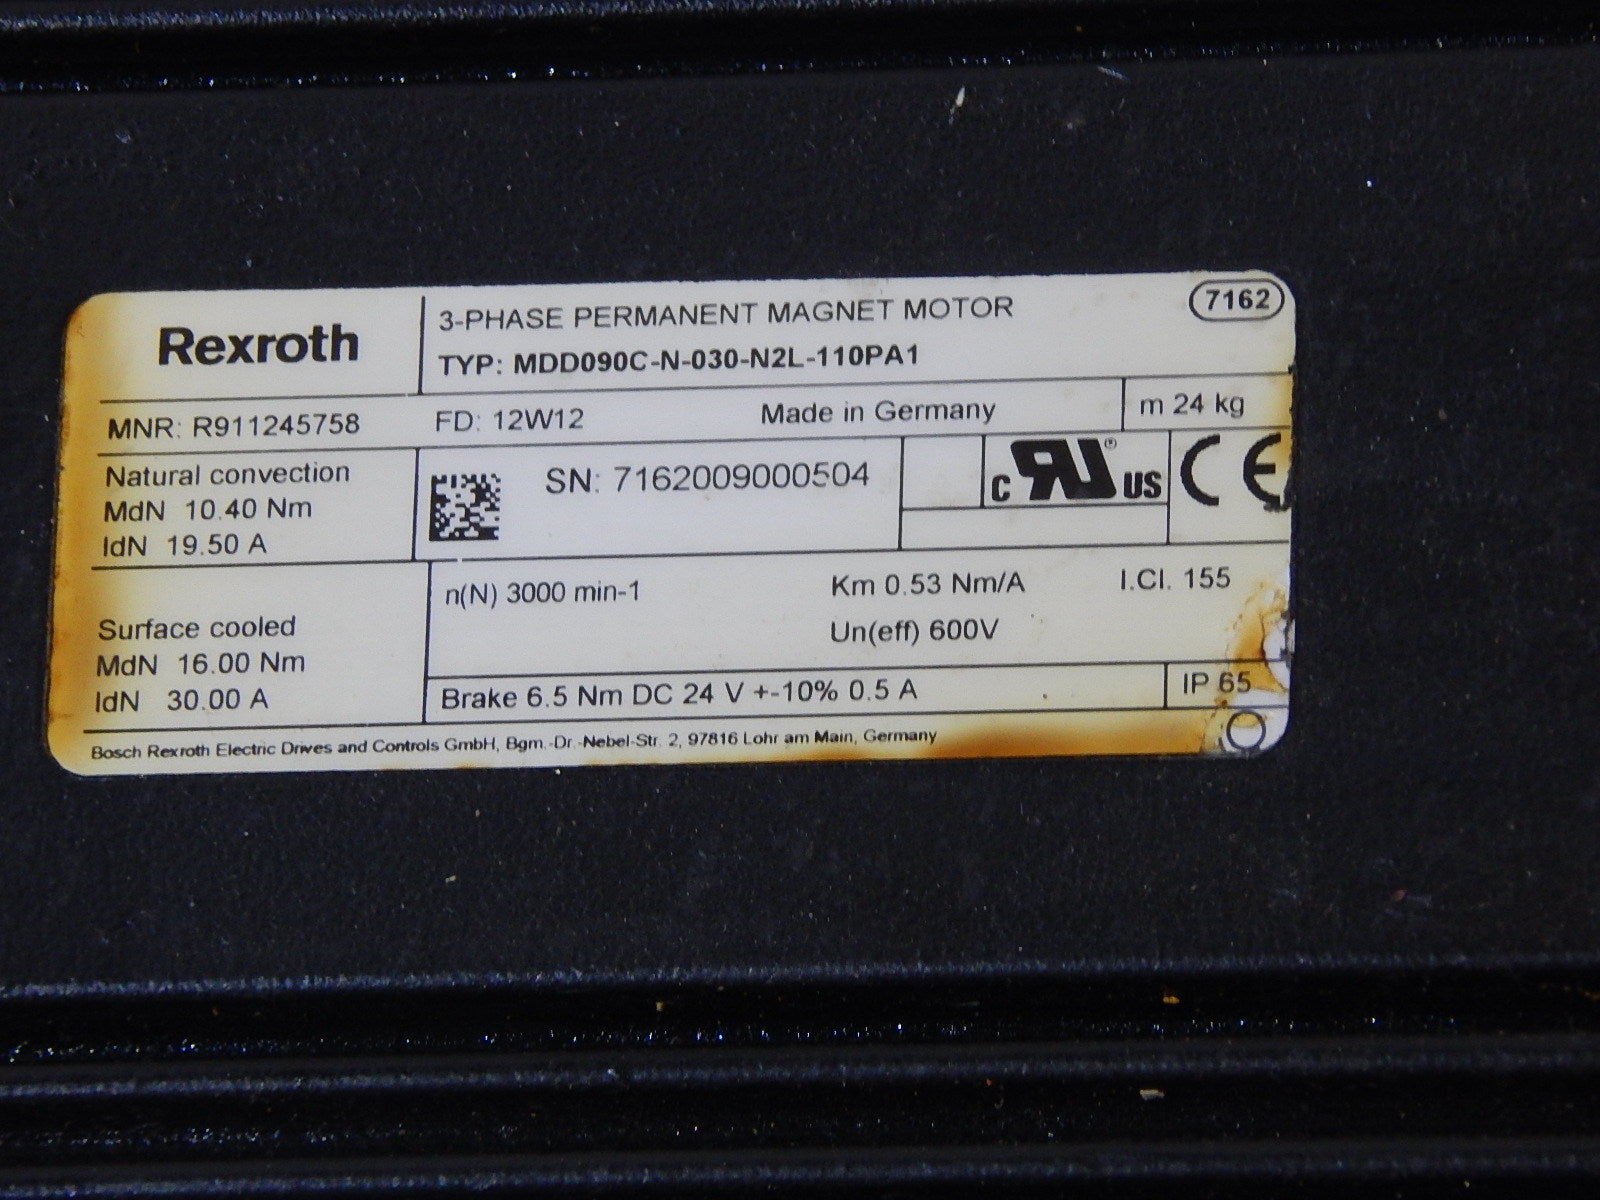 Rexroth
3-PHASE PERMANENT MAGNET MOTOR
7162
TYP: MDD090C-N-030-N2L-110PA1
MNR: R911245758
FD: 12W12
Made in Germany
m 24 kg
Natural convection
MdN 10.40 Nm
IdN 19.50 A
SN: 7162009000504
c RU ® US
CE
Surface cooled
MdN 16.00 Nm
IdN 30.00 A
n(N) 3000 min-1
Km 0.53 Nm/A
I.Cl. 155
Un(eff) 600V
Brake 6.5 Nm DC 24 V +-10% 0.5 A
IP 65
Bosch Rexroth Electric Drives and Controls GmbH, Bgm.-Dr.-Nebel-Str. 2, 97816 Lohr am Main, Germany